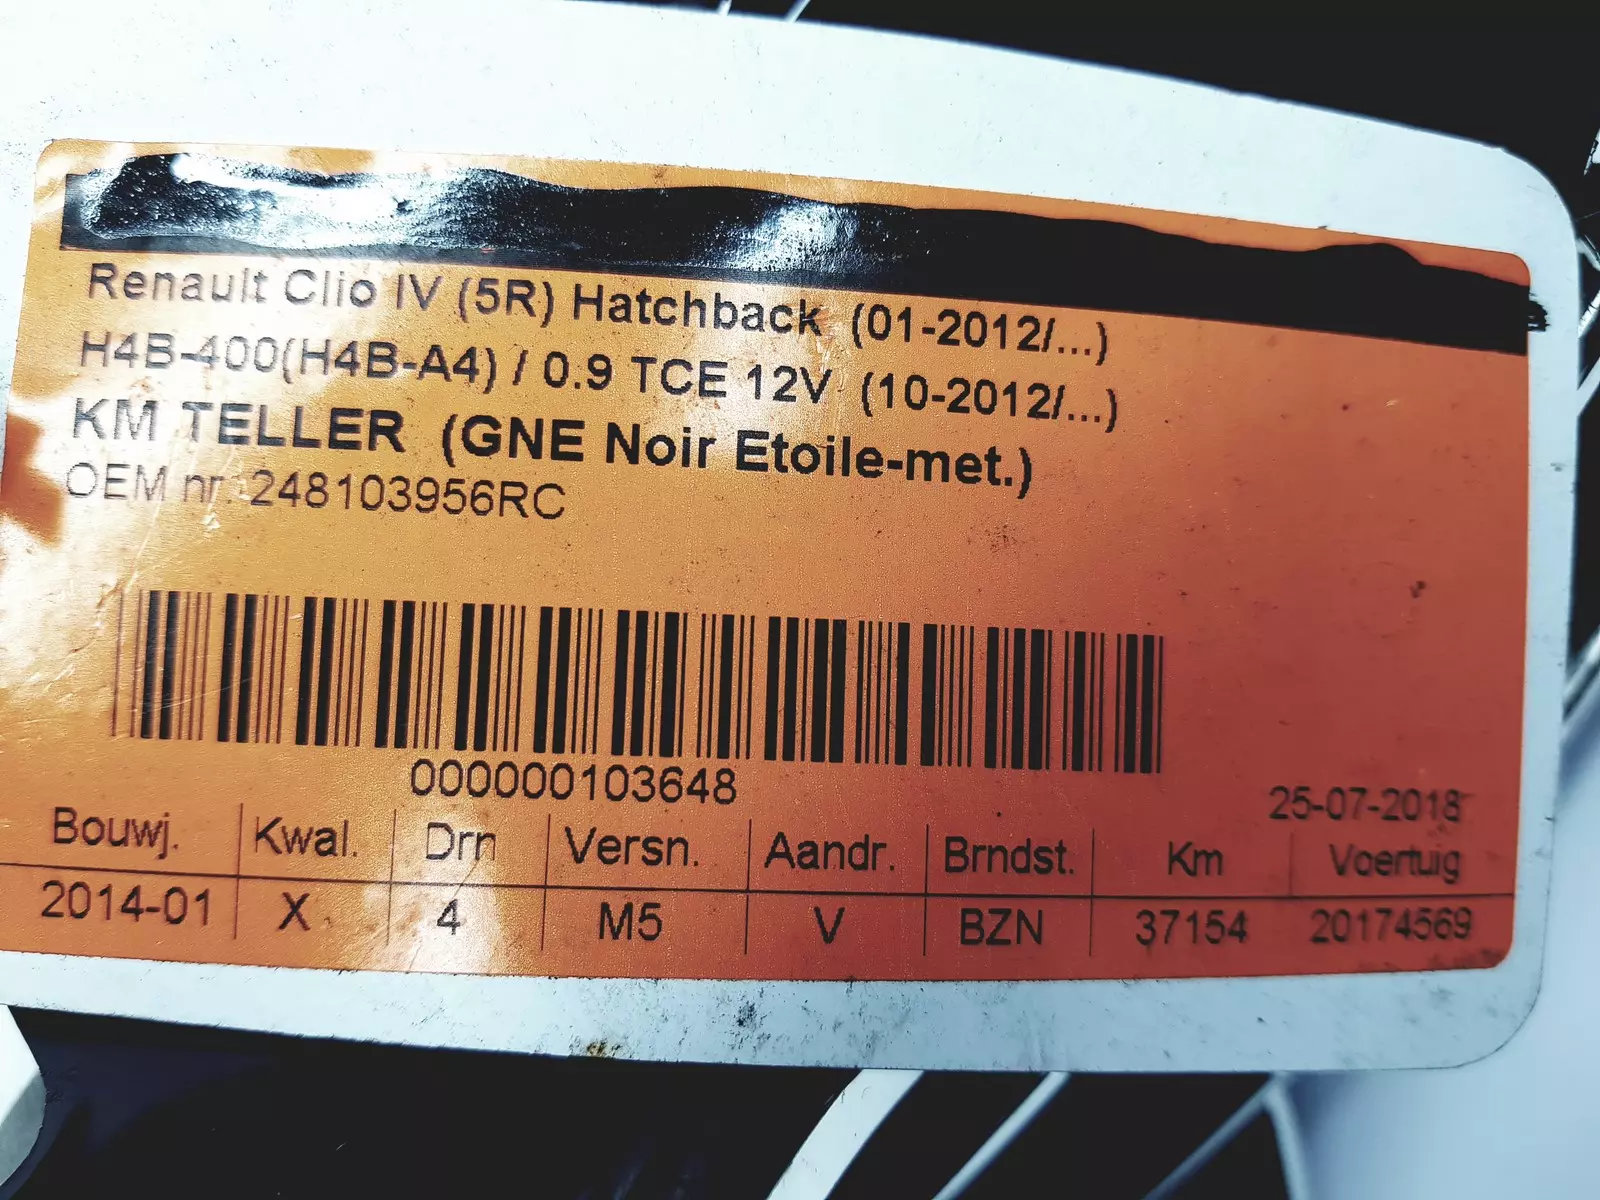 Renault Clio IV (5R) Hatchback (01-2012/...)
H4B-400(H4B-A4) / 0.9 TCE 12V (10-2012/...)
KM TELLER (GNE Noir Etoile-met.)
OEM nr. 248103956RC
000000103648
25-07-2018
Bouwj. Kwal. Drn Versn. Aandr. Brndst. Km Voertuig
2014-01 X 4 M5 V BZN 37154 20174569